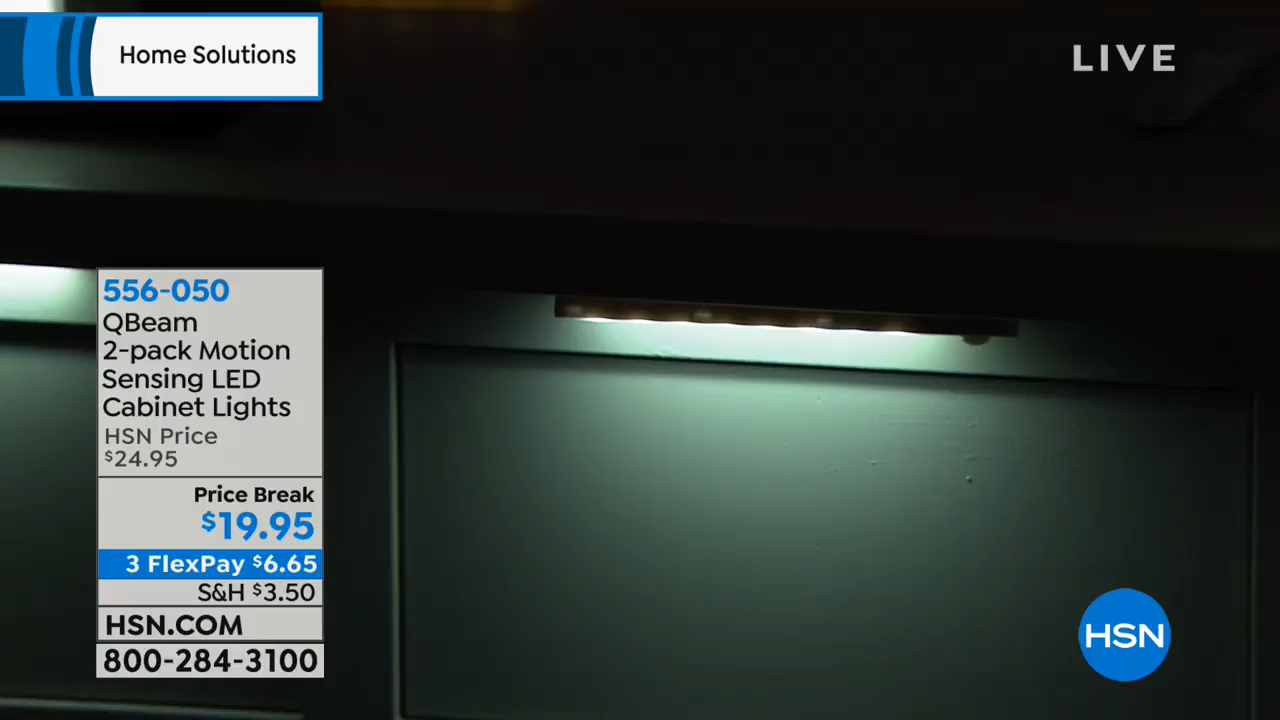 Home Solutions
LIVE
556-050
QBeam
2-pack Motion
Sensing LED
Cabinet Lights
HSN Price
$24.95
Price Break
$19.95
3 FlexPay $6.65
S&H $3.50
HSN.COM
800-284-3100
HSN